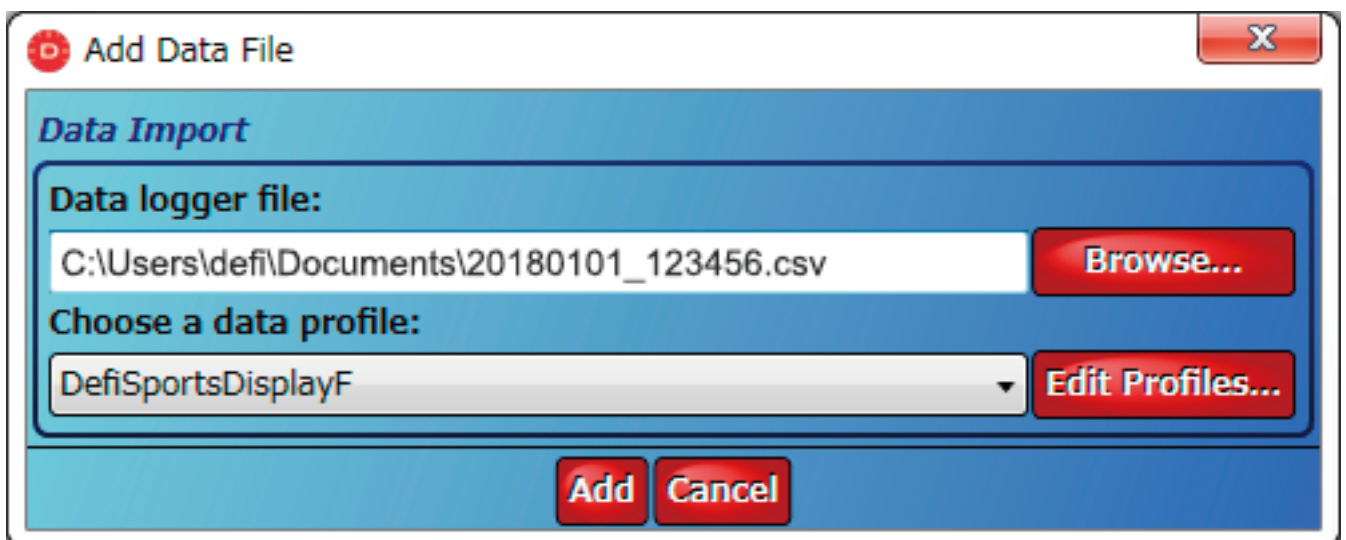 D Add Data File
Data Import
Data logger file:
C:\Users\defi\Documents\20180101_123456.csv Browse...
Choose a data profile:
DefiSportsDisplayF Edit Profiles...
Add Cancel